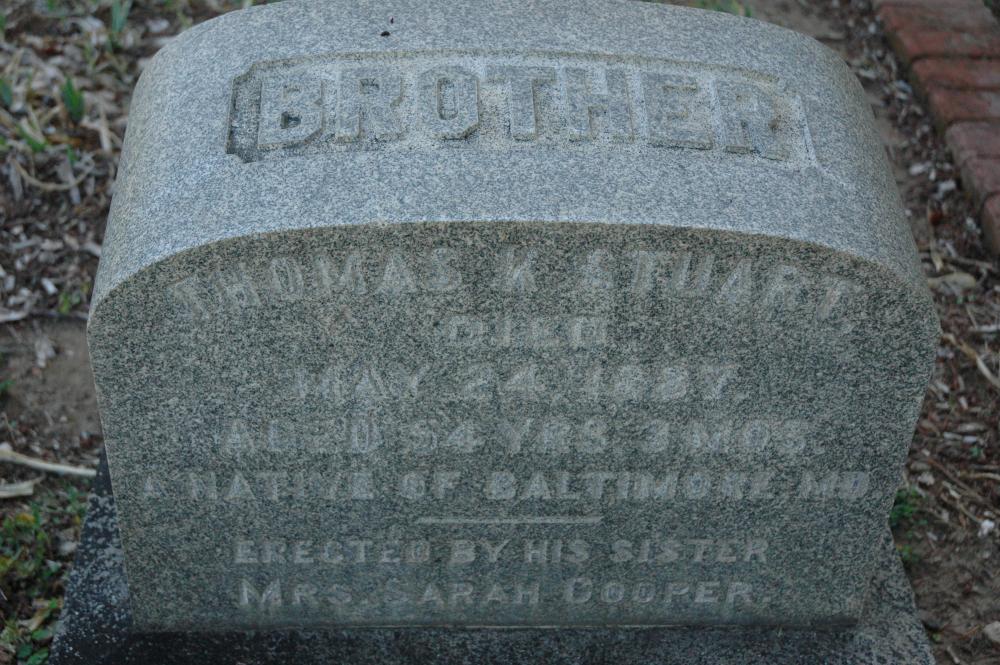 BROTHER
THOMAS K. STUART,
DIED
MAY 24, 1887,
AGED 54 YRS 3 MOS.
A NATIVE OF BALTIMORE, MD.
ERECTED BY HIS SISTER
MRS. SARAH COOPER.